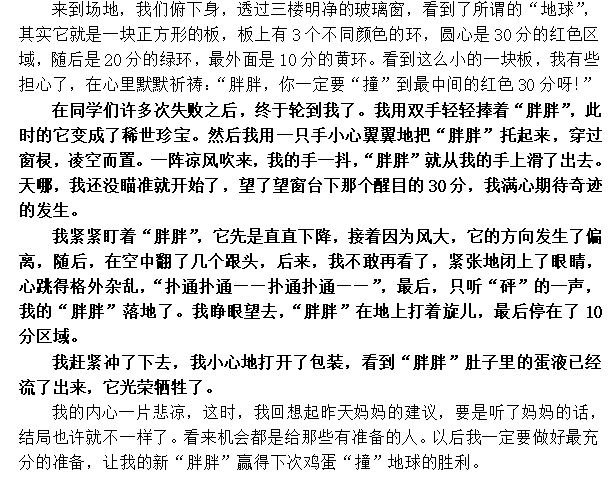 来到场地，我们俯下身，透过三楼明净的玻璃窗，看到了所谓的“地球”，
其实它就是一块正方形的板，板上有3个不同颜色的环，圆心是30分的红色区
域，随后是20分的绿环，最外面是10分的黄环。看到这么小的一块板，我有些
担心了，在心里默默祈祷：“胖胖，你一定要“撞”到最中间的红色30分呀！”
在同学们许多次失败之后，终于轮到我了。我用双手轻轻捧着“胖胖”，此
时的它变成了稀世珍宝。然后我用一只手小心翼翼地把“胖胖”托起来，穿过
窗棂，凌空而置。一阵凉风吹来，我的手一抖，“胖胖”就从我的手上滑了出去。
天哪，我还没瞄准就开始了，望了望窗台下那个醒目的30分，我满心期待奇迹
的发生。
我紧紧盯着“胖胖”，它先是直直下降，接着因为风大，它的方向发生了偏
离，随后，在空中翻了几个跟头，后来，我不敢再看了，紧张地闭上了眼睛，
心跳得格外杂乱，“扑通扑通——扑通扑通——”，最后，只听“砰”的一声，
我的“胖胖”落地了。我睁眼望去，“胖胖”在地上打着旋儿，最后停在了10
分区域。
我赶紧冲了下去，我小心地打开了包装，看到“胖胖”肚子里的蛋液已经
流了出来，它光荣牺牲了。
我的内心一片悲凉，这时，我回想起昨天妈妈的建议，要是听了妈妈的话，
结局也许就不一样了。看来机会都是给那些有准备的人。以后我一定要做好最充
分的准备，让我的新“胖胖”赢得下次鸡蛋“撞”地球的胜利。